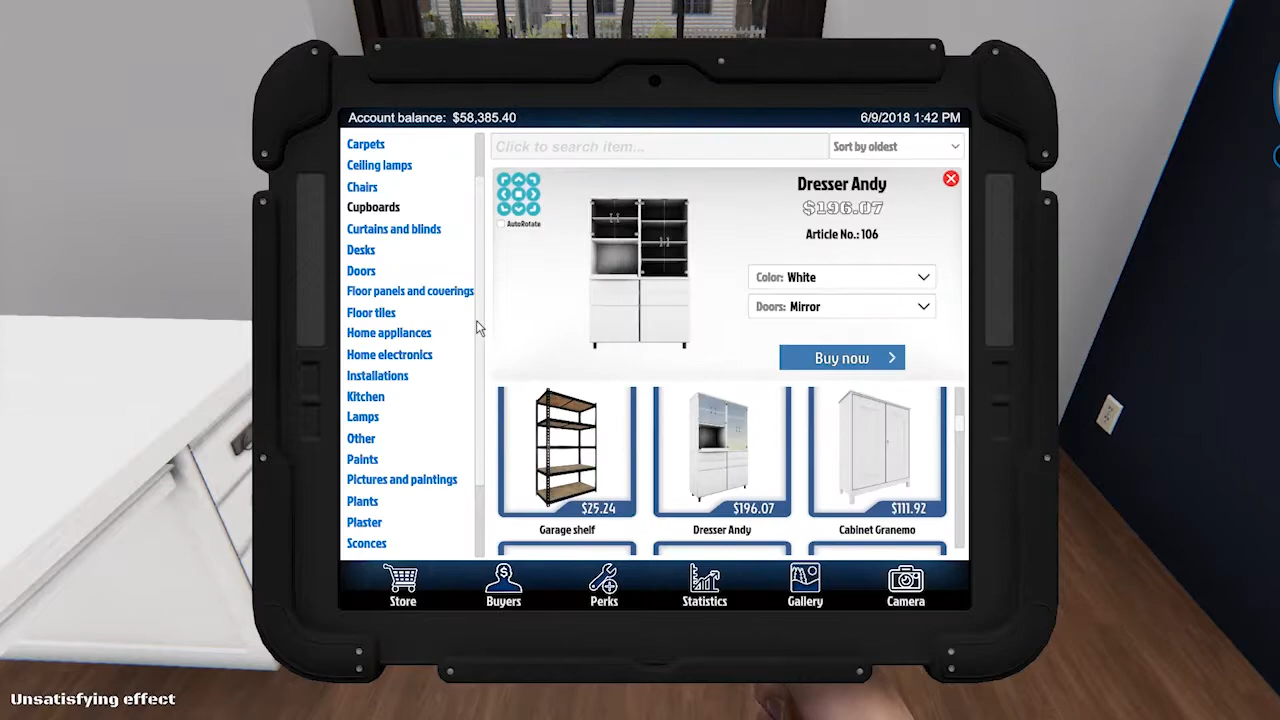 Account balance: $58,385.40
6/9/2018 1:42 PM
Carpets
Ceiling lamps
Chairs
Cupboards
Curtains and blinds
Desks
Doors
Floor panels and coverings
Floor tiles
Home appliances
Home electronics
Installations
Kitchen
Lamps
Other
Paints
Pictures and paintings
Plants
Plaster
Sconces
Click to search item...
Sort by oldest
AutoRotate
Dresser Andy
$196.07
Article No.: 106
Color: White
Doors: Mirror
Buy now
$25.24
Garage shelf
$196.07
Dresser Andy
$111.92
Cabinet Granemo
Store
Buyers
Perks
Statistics
Gallery
Camera
Unsatisfying effect